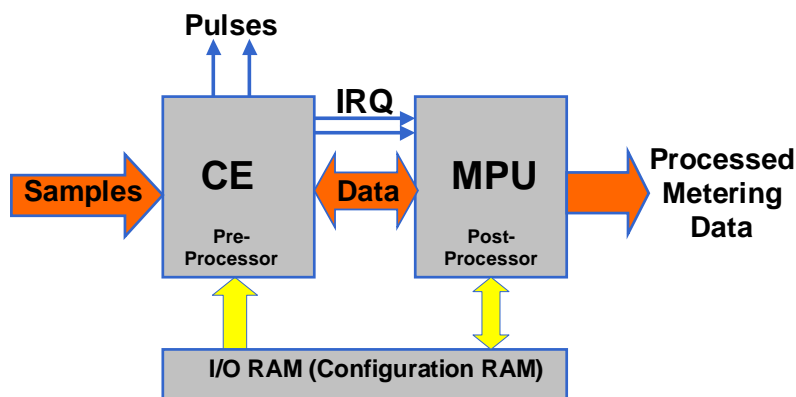 Pulses
IRQ
Samples
CE
Data
MPU
Processed
Metering
Data
Pre-
Processor
Post-
Processor
I/O RAM (Configuration RAM)